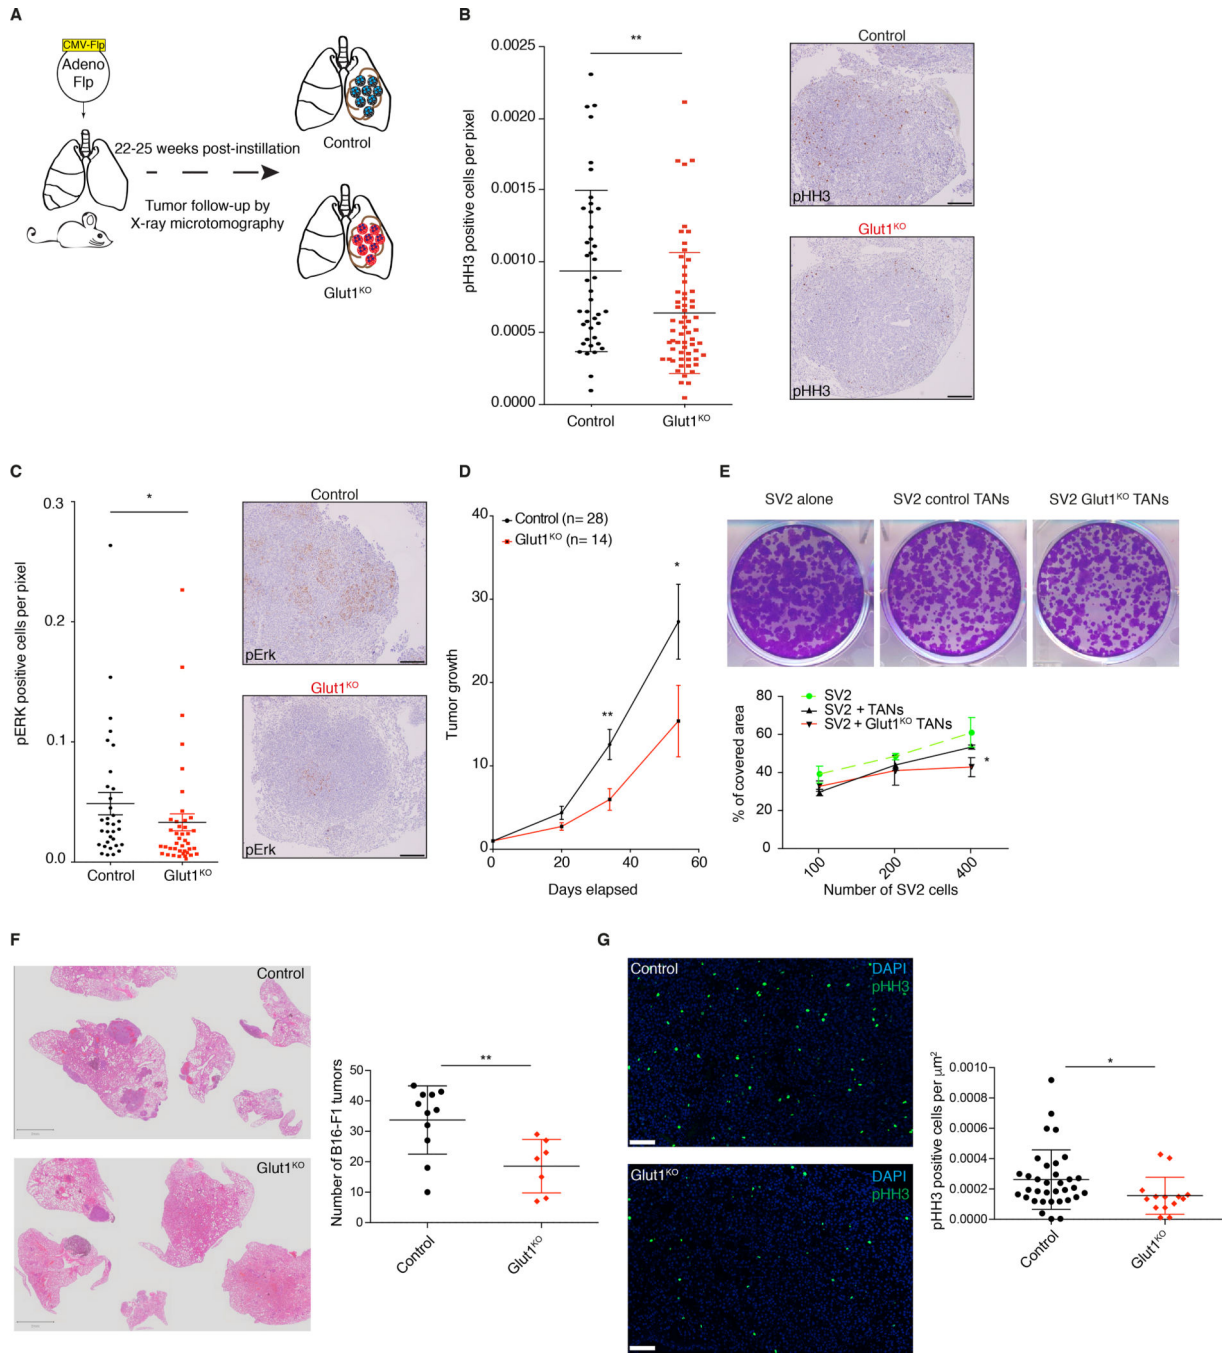 A
CMV-Flp
Adeno
Flp
22-25 weeks post-instillation
Tumor follow-up by
X-ray microtomography
Control
Glut1KO
B
pHH3 positive cells per pixel
0.0025
0.0020
0.0015
0.0010
0.0005
0.0000
**
Control
Glut1KO
Control
pHH3
Glut1KO
pHH3
C
pERK positive cells per pixel
0.3
0.2
0.1
0.0
*
Control
Glut1KO
Control
pErk
Glut1KO
pErk
D
Tumor growth
40
30
20
10
0
Control (n= 28)
Glut1KO (n= 14)
**
*
0
20
40
60
Days elapsed
E
SV2 alone
SV2 control TANs
SV2 Glut1KO TANs
% of covered area
80
60
40
20
0
SV2
SV2 + TANs
SV2 + Glut1KO TANs
*
100
200
400
Number of SV2 cells
F
Control
Glut1KO
Number of B16-F1 tumors
50
40
30
20
10
0
**
Control
Glut1KO
G
Control
DAPI
pHH3
Glut1KO
DAPI
pHH3
pHH3 positive cells per µm2
0.0010
0.0008
0.0006
0.0004
0.0002
0.0000
*
Control
Glut1KO